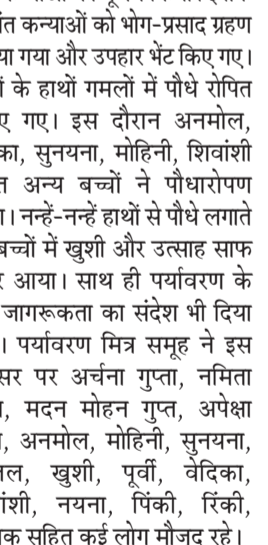 त कन्याओं को भोग-प्रसाद ग्रहण
या गया और उपहार भेंट किए गए।
के हाथों गमलों में पौधे रोपित
ए गए। इस दौरान अनमोल,
का, सुनयना, मोहिनी, शिवांशी
त अन्य बच्चों ने पौधारोपण
। नन्हें-नन्हें हाथों से पौधे लगाते
बच्चों में खुशी और उत्साह साफ
आया। साथ ही पर्यावरण के
जागरूकता का संदेश भी दिया
। पर्यावरण मित्र समूह ने इस
सर पर अर्चना गुप्ता, नमिता
, मदन मोहन गुप्त, अपेक्षा
, अनमोल, मोहिनी, सुनयना,
तल, खुशी, पूर्वी, वेदिका,
ांशी, नयना, पिंकी, रिंकी,
क सहित कई लोग मौजूद रहे।